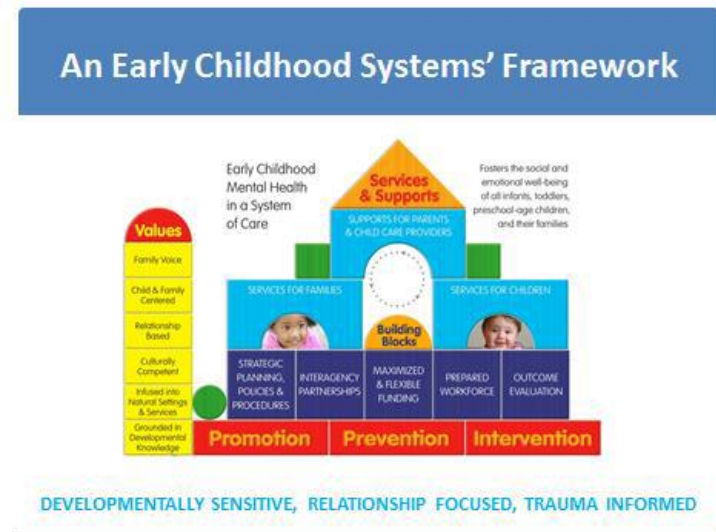 An Early Childhood Systems' Framework
Early Childhood
Mental Health
in a System
of Care
Services
& Supports
Fosters the social and
emotional well-being
of all infants, toddlers,
preschool-age children,
and their families
SUPPORTS FOR PARENTS
& CHILD CARE PROVIDERS
Values
Family Voice
Child & Family
Centered
Relationship
Based
Culturally
Competent
Infused into
Natural Settings
& Services
Grounded in
Developmental
Knowledge
SERVICES FOR FAMILIES
SERVICES FOR CHILDREN
Building
Blocks
STRATEGIC
PLANNING,
POLICIES &
PROCEDURES
INTERAGENCY
PARTNERSHIPS
MAXIMIZED
& FLEXIBLE
FUNDING
PREPARED
WORKFORCE
OUTCOME
EVALUATION
Promotion
Prevention
Intervention
DEVELOPMENTALLY SENSITIVE, RELATIONSHIP FOCUSED, TRAUMA INFORMED